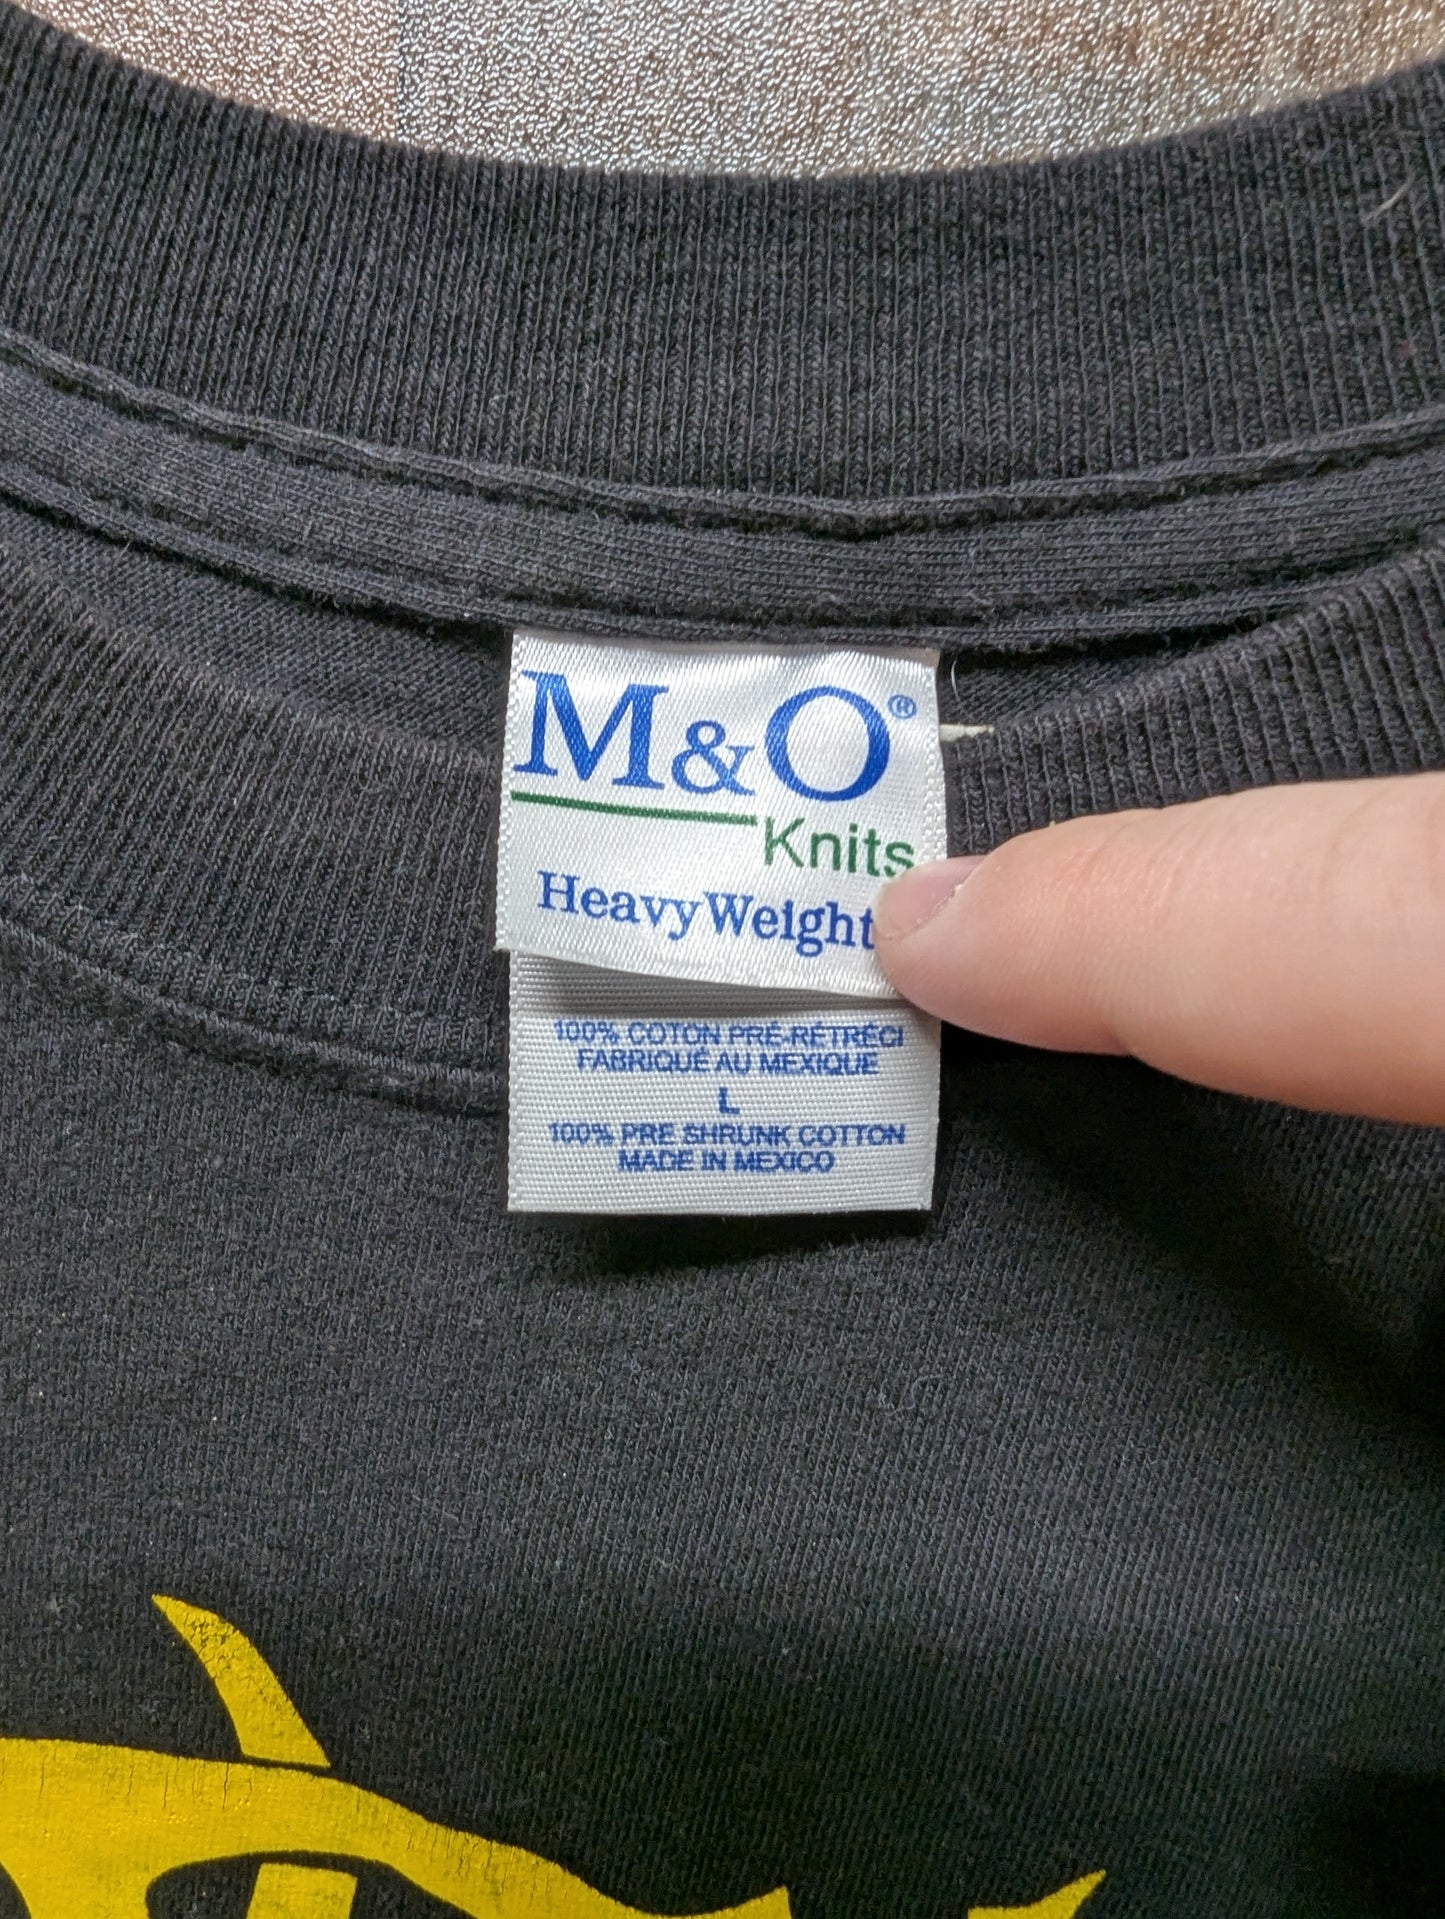 M&O®
Knits
HeavyWeight
100% COTON PRÉ-RÉTRÉCI
FABRIQUÉ AU MEXIQUE
L
100% PRE SHRUNK COTTON
MADE IN MEXICO